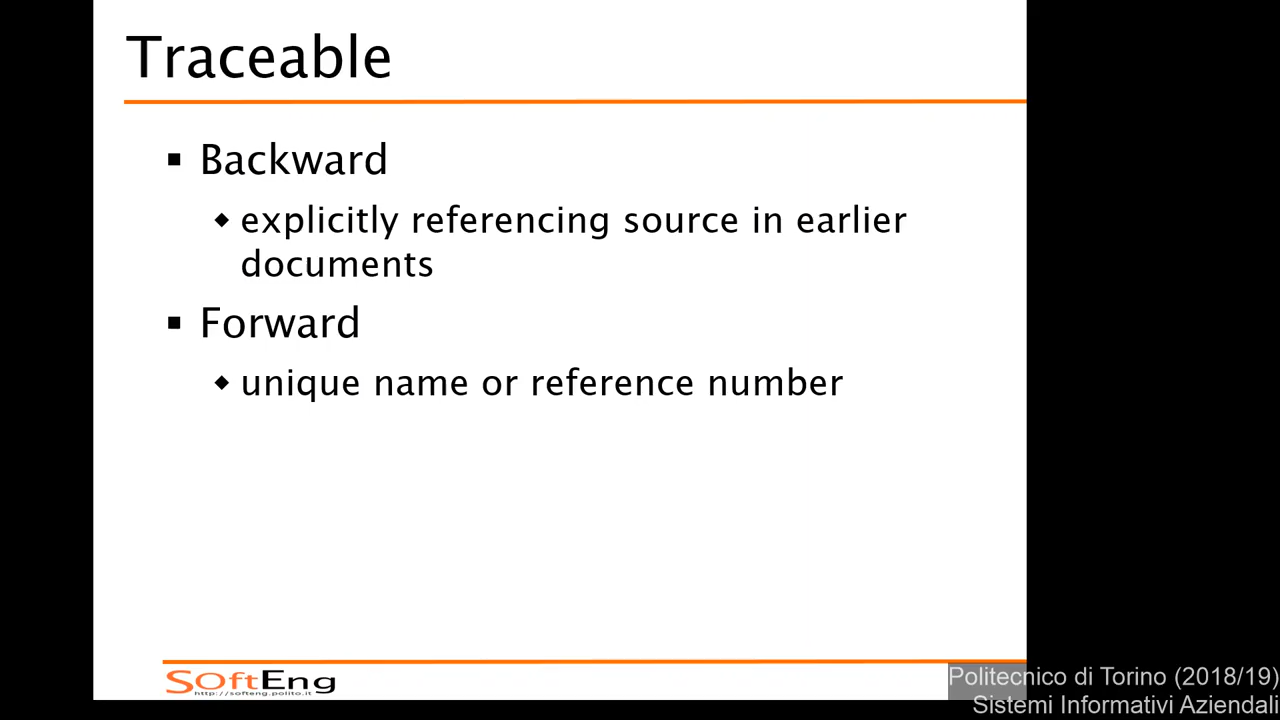 Traceable
▪ Backward
◆ explicitly referencing source in earlier
documents
▪ Forward
◆ unique name or reference number
SoftEng
http://softeng.polito.it
Politecnico di Torino (2018/19)
Sistemi Informativi Aziendali